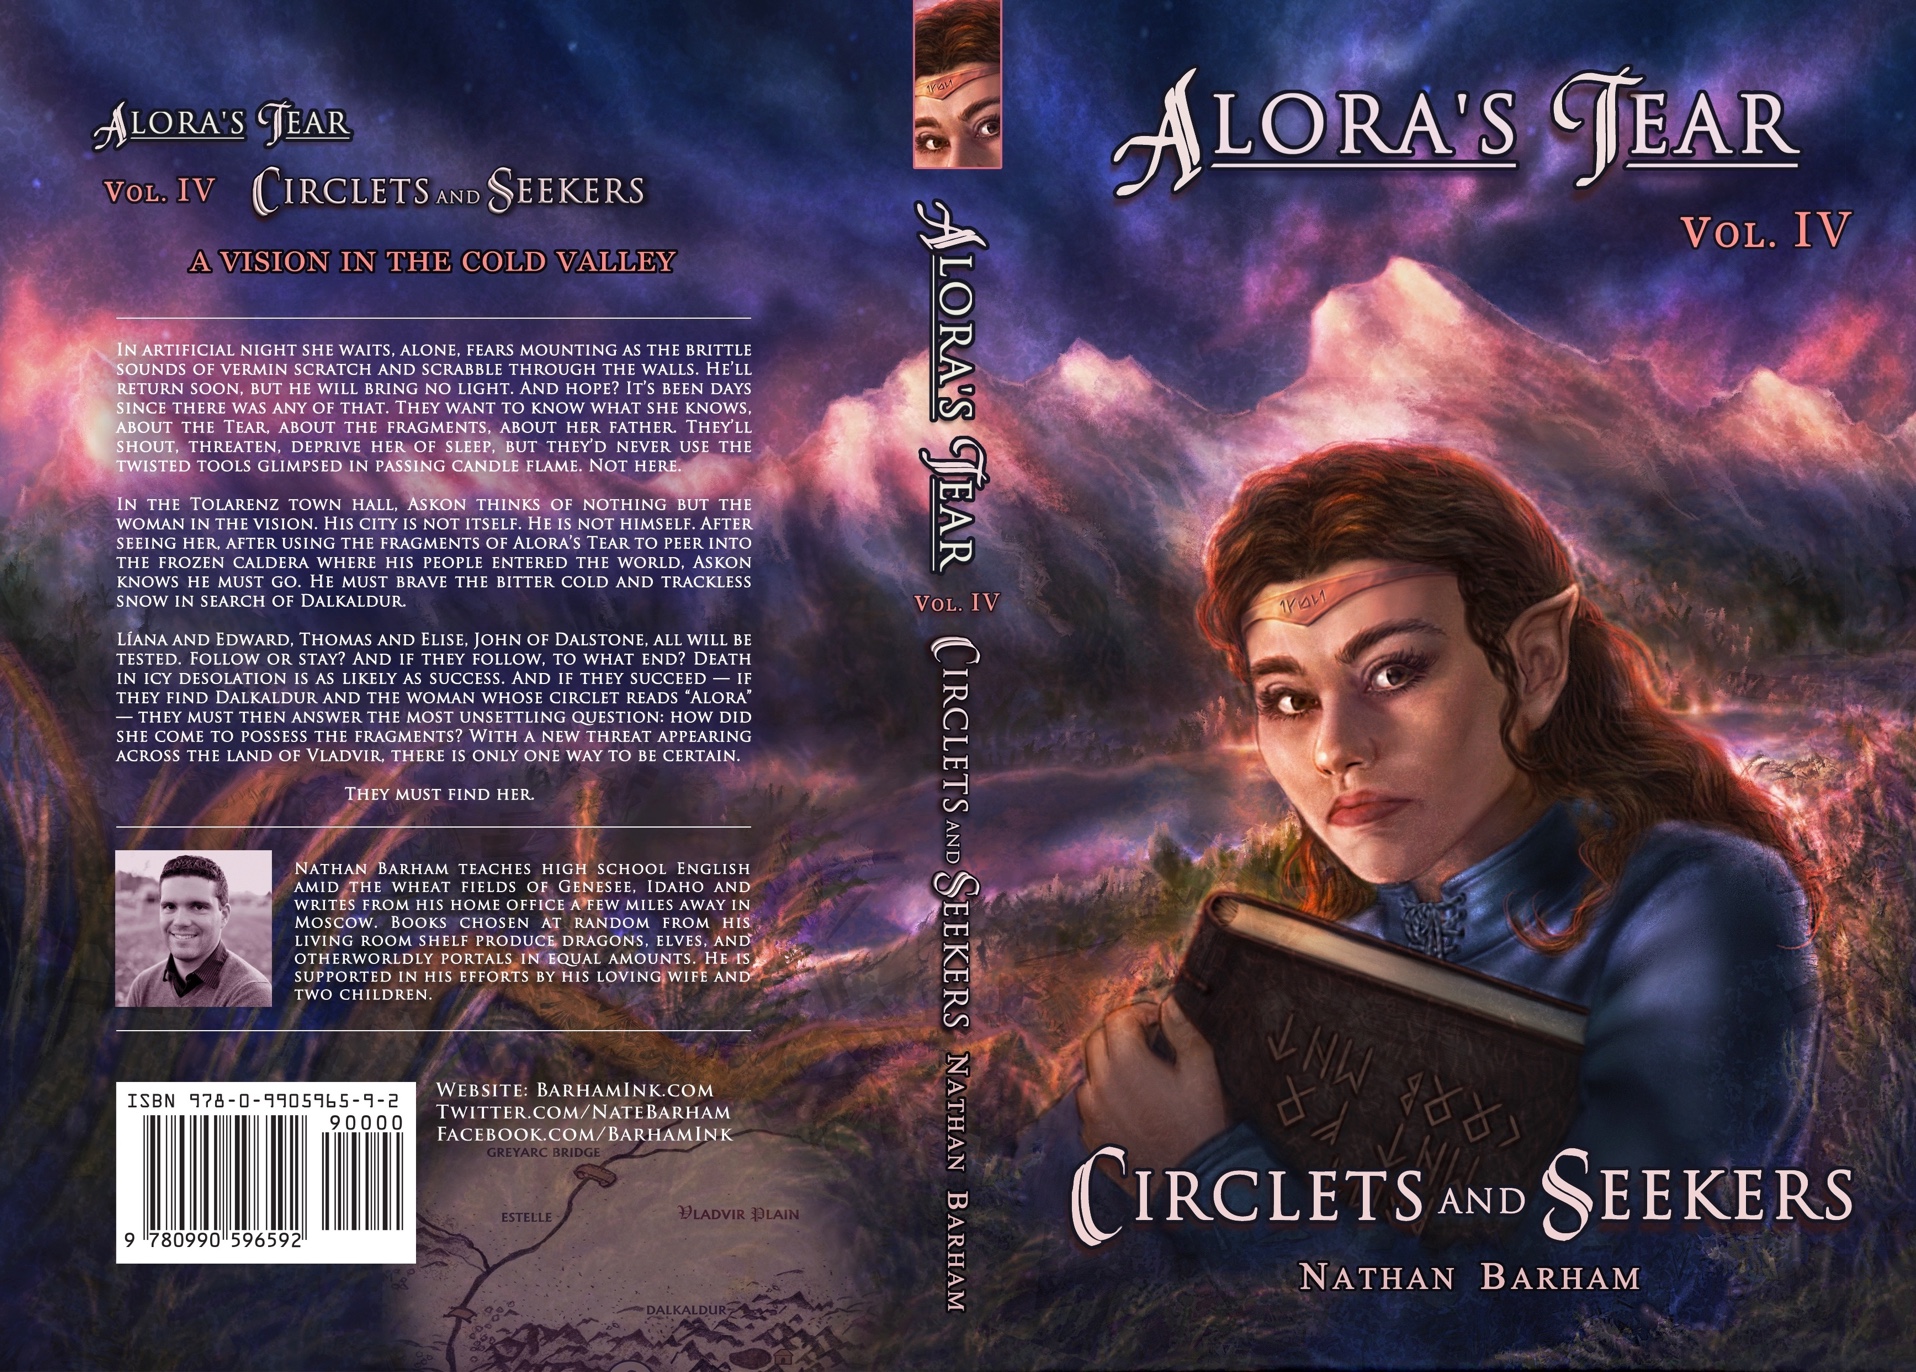 ALORA'S TEAR
VOL. IV CIRCLETS AND SEEKERS
A VISION IN THE COLD VALLEY
IN ARTIFICIAL NIGHT SHE WAITS, ALONE, FEARS MOUNTING AS THE BRITTLE
SOUNDS OF VERMIN SCRATCH AND SCRABBLE THROUGH THE WALLS. HE'LL
RETURN SOON, BUT HE WILL BRING NO LIGHT. AND HOPE? IT'S BEEN DAYS
SINCE THERE WAS ANY OF THAT. THEY WANT TO KNOW WHAT SHE KNOWS,
ABOUT THE TEAR, ABOUT THE FRAGMENTS, ABOUT HER FATHER. THEY'LL
SHOUT, THREATEN, DEPRIVE HER OF SLEEP, BUT THEY'D NEVER USE THE
TWISTED TOOLS GLIMPSED IN PASSING CANDLE FLAME. NOT HERE.
IN THE TOLARENZ TOWN HALL, ASKON THINKS OF NOTHING BUT THE
WOMAN IN THE VISION. HIS CITY IS NOT ITSELF. HE IS NOT HIMSELF. AFTER
SEEING HER, AFTER USING THE FRAGMENTS OF ALORA'S TEAR TO PEER INTO
THE FROZEN CALDERA WHERE HIS PEOPLE ENTERED THE WORLD, ASKON
KNOWS HE MUST GO. HE MUST BRAVE THE BITTER COLD AND TRACKLESS
SNOW IN SEARCH OF DALKALDUR.
LÍANA AND EDWARD, THOMAS AND ELISE, JOHN OF DALSTONE, ALL WILL BE
TESTED. FOLLOW OR STAY? AND IF THEY FOLLOW, TO WHAT END? DEATH
IN ICY DESOLATION IS AS LIKELY AS SUCCESS. AND IF THEY SUCCEED — IF
THEY FIND DALKALDUR AND THE WOMAN WHOSE CIRCLET READS “ALORA”
— THEY MUST THEN ANSWER THE MOST UNSETTLING QUESTION: HOW DID
SHE COME TO POSSESS THE FRAGMENTS? WITH A NEW THREAT APPEARING
ACROSS THE LAND OF VLADVIR, THERE IS ONLY ONE WAY TO BE CERTAIN.
THEY MUST FIND HER.
NATHAN BARHAM TEACHES HIGH SCHOOL ENGLISH
AMID THE WHEAT FIELDS OF GENESEE, IDAHO AND
WRITES FROM HIS HOME OFFICE A FEW MILES AWAY IN
MOSCOW. BOOKS CHOSEN AT RANDOM FROM HIS
LIVING ROOM SHELF PRODUCE DRAGONS, ELVES, AND
OTHERWORLDLY PORTALS IN EQUAL AMOUNTS. HE IS
SUPPORTED IN HIS EFFORTS BY HIS LOVING WIFE AND
TWO CHILDREN.
ISBN 978-0-9905965-9-2
90000
9 780990 596592
WEBSITE: BARHAMINK.COM
TWITTER.COM/NATEBARHAM
FACEBOOK.COM/BARHAMINK
GREYARC BRIDGE
ESTELLE
VLADVIR PLAIN
DALKALDUR
ALORA'S TEAR VOL. IV CIRCLETS AND SEEKERS NATHAN BARHAM
ALORA'S TEAR
VOL. IV
CIRCLETS AND SEEKERS
NATHAN BARHAM